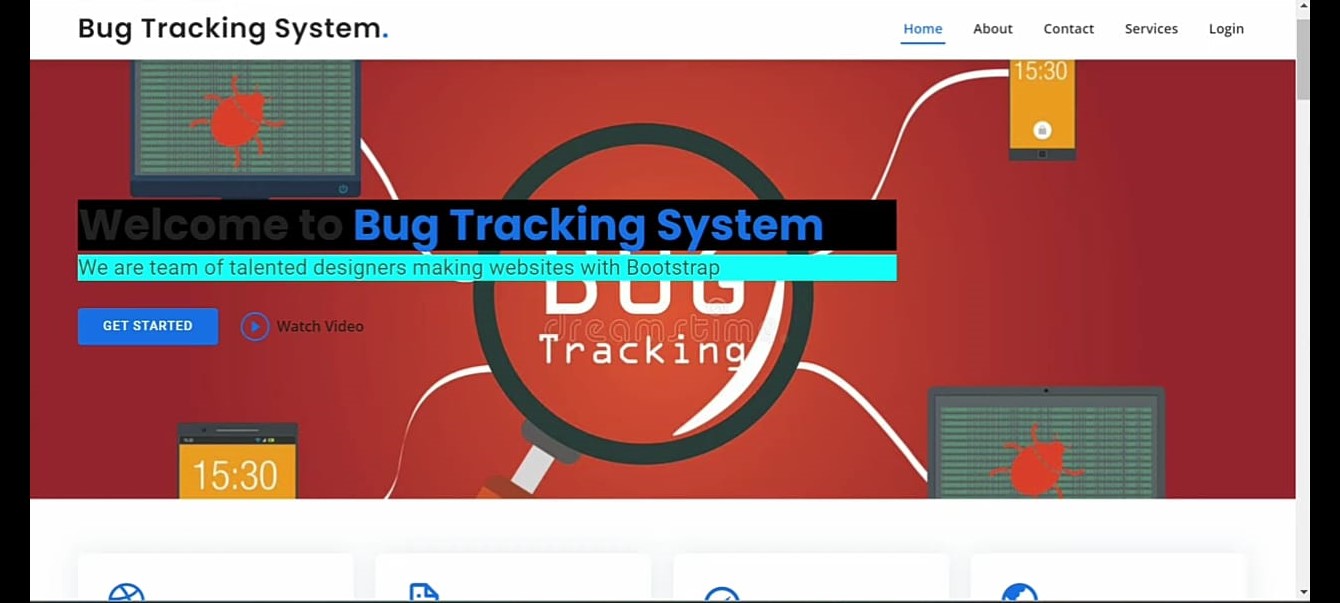 Bug Tracking System.
Home About Contact Services Login
15:30
Welcome to Bug Tracking System
We are team of talented designers making websites with Bootstrap
BUG
dreamstime
Tracking
GET STARTED Watch Video
15:30